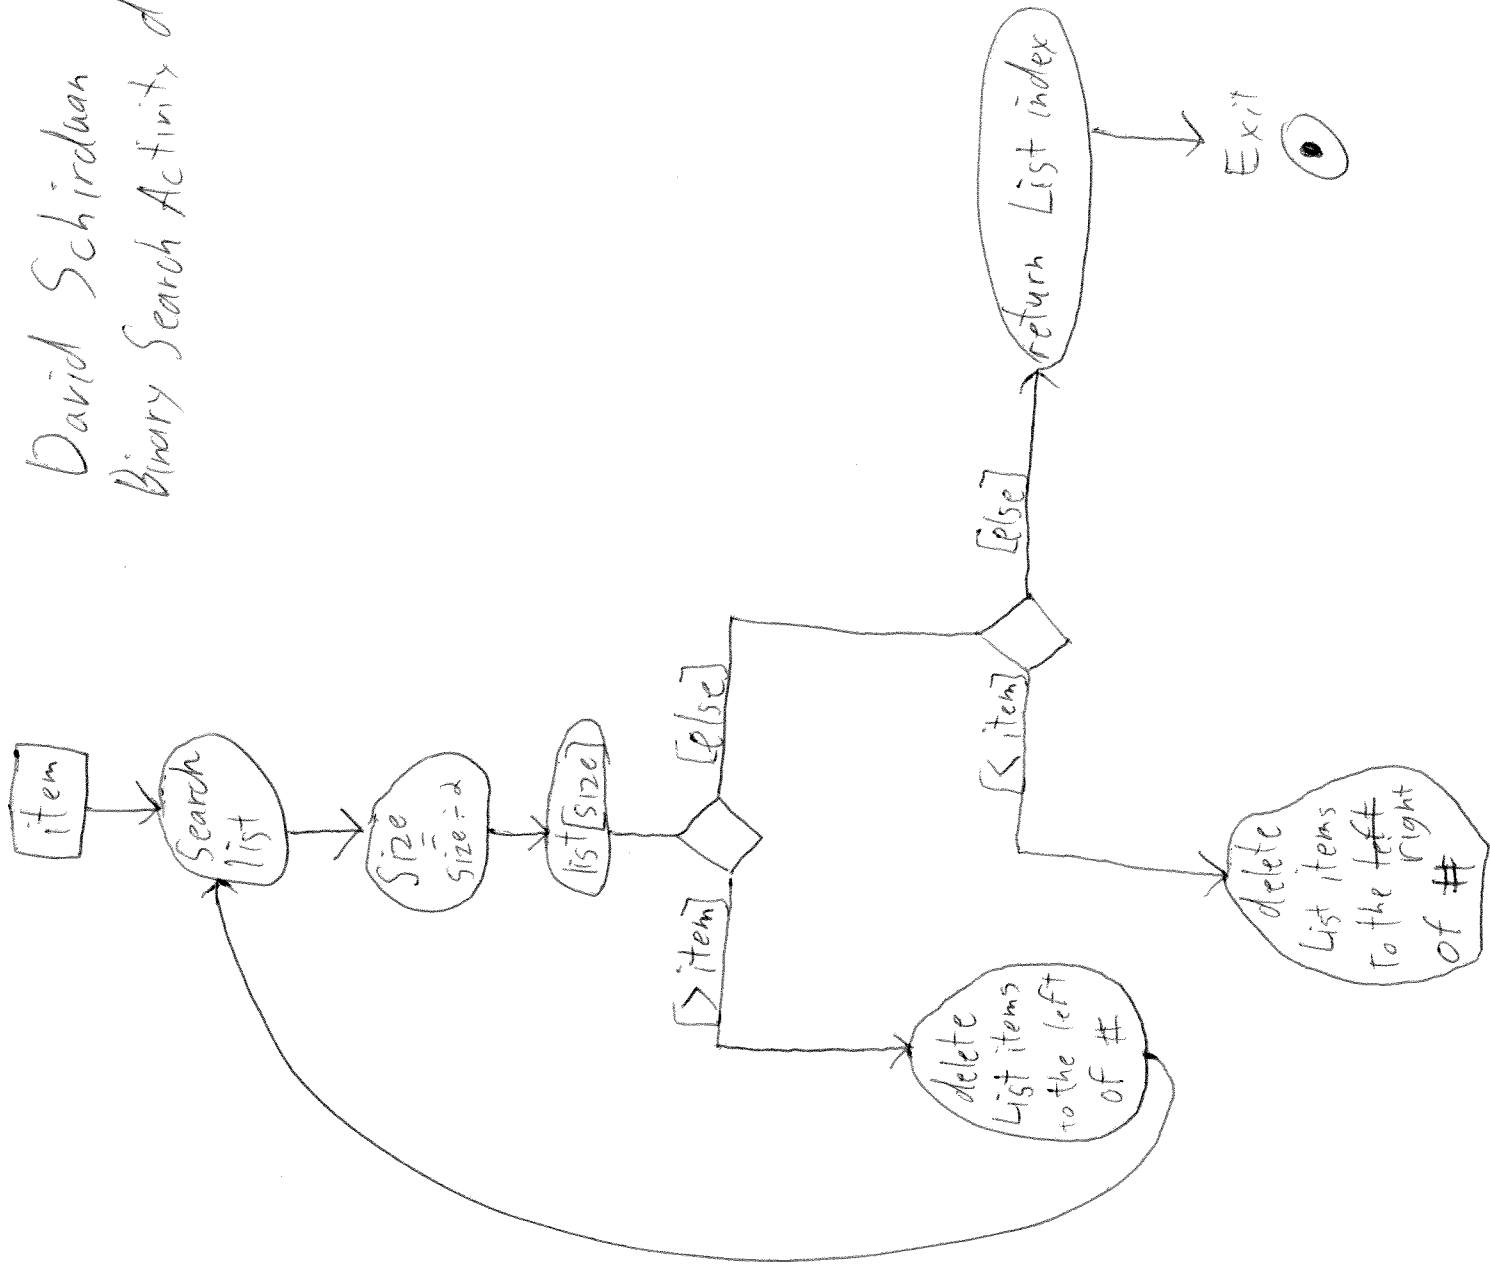 David Schirduan
Binary Search Activity d
item
Search
list
Size
=
size ÷ 2
list[size]
[> item]
[else]
delete
List items
to the left
of #
[< item]
[else]
delete
List items
to the left
right
of #
return List index
Exit